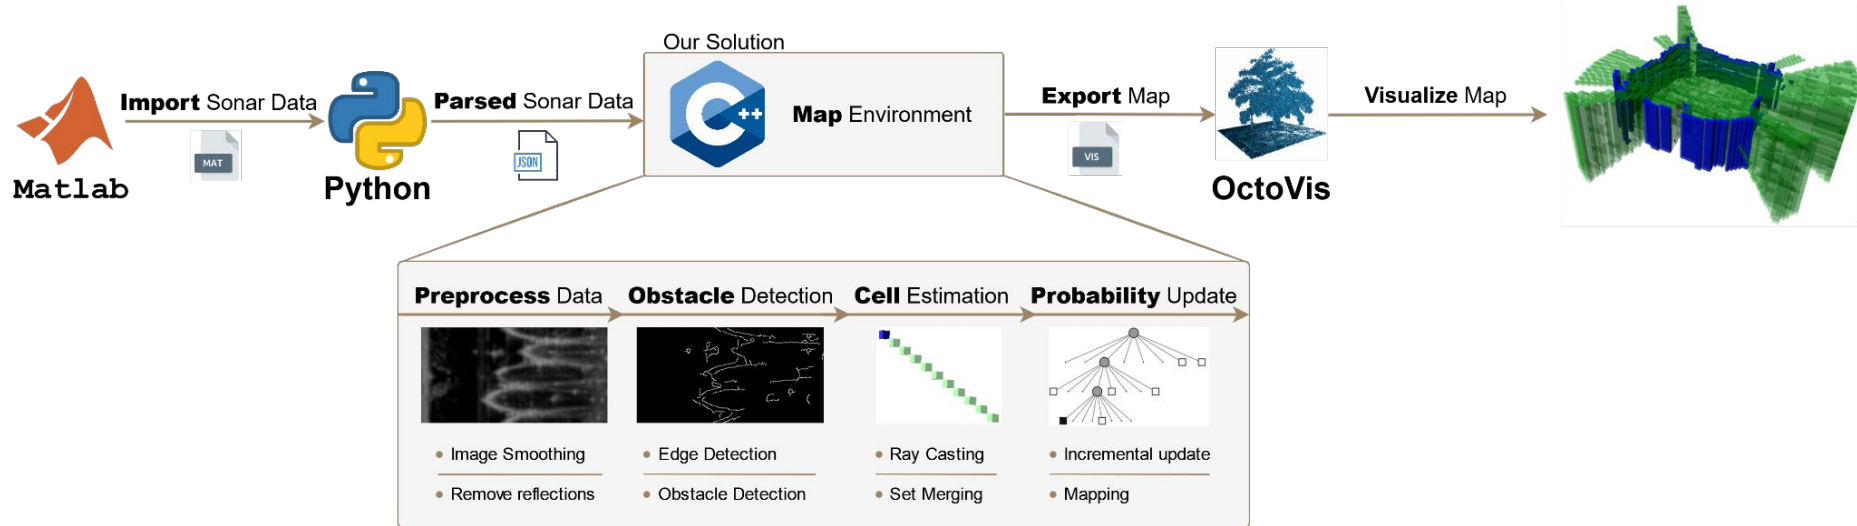 Our Solution
Import Sonar Data
Parsed Sonar Data
C++
Map Environment
Export Map
Visualize Map
MAT
JSON
VIS
Matlab
Python
OctoVis
Preprocess Data
Obstacle Detection
Cell Estimation
Probability Update
• Image Smoothing
• Edge Detection
• Ray Casting
• Incremental update
• Remove reflections
• Obstacle Detection
• Set Merging
• Mapping